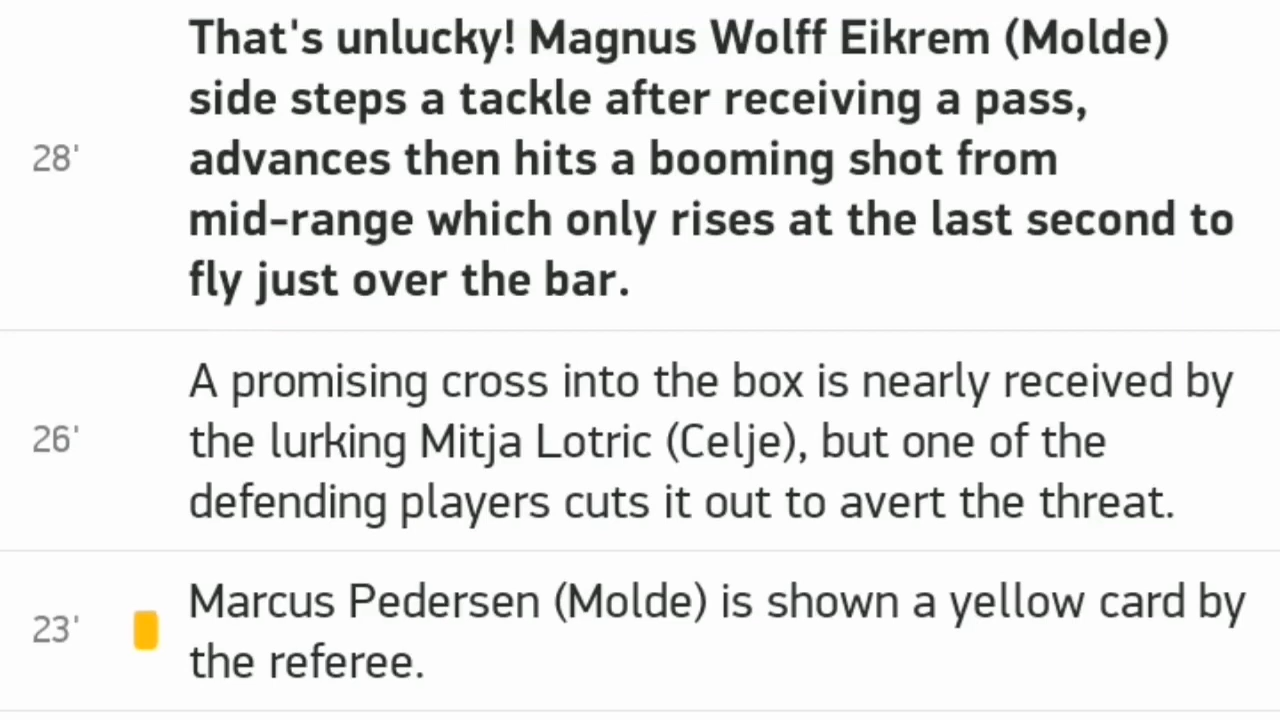 That's unlucky! Magnus Wolff Eikrem (Molde)
side steps a tackle after receiving a pass,
28'
advances then hits a booming shot from
mid-range which only rises at the last second to
fly just over the bar.
A promising cross into the box is nearly received by
26'
the lurking Mitja Lotric (Celje), but one of the
defending players cuts it out to avert the threat.
23'
Marcus Pedersen (Molde) is shown a yellow card by
the referee.